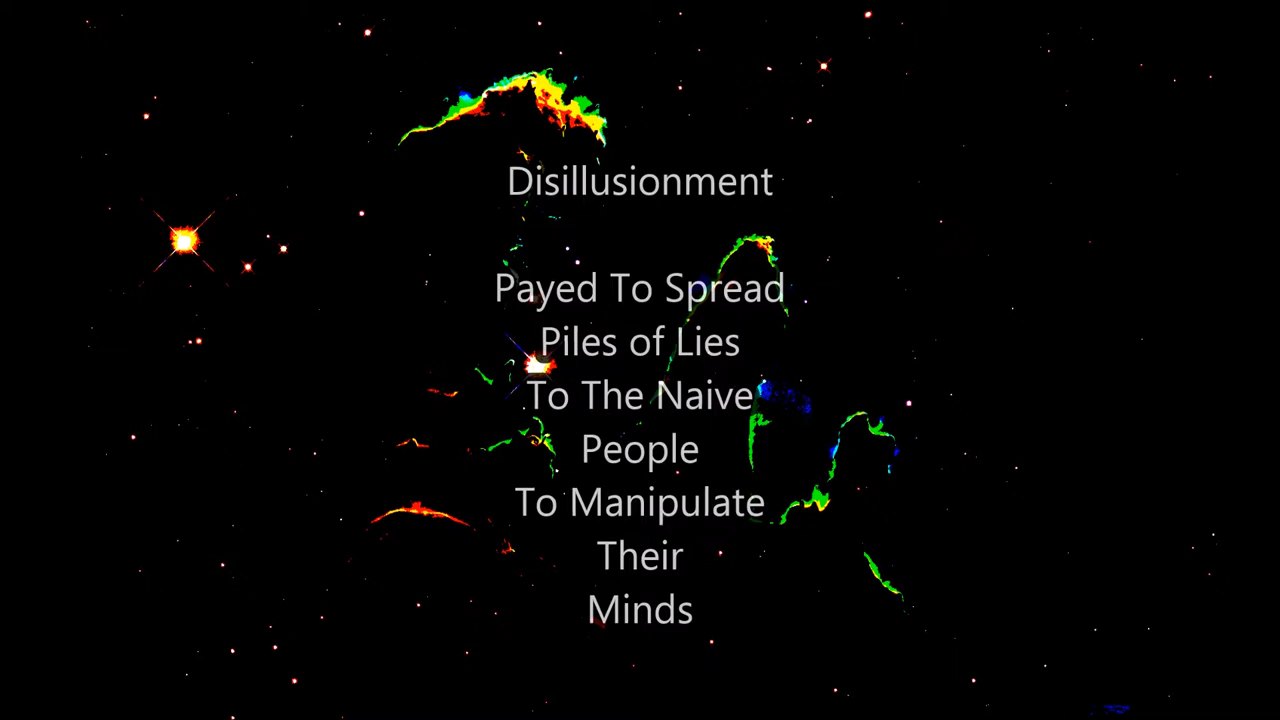 Disillusionment
Payed To Spread
Piles of Lies
To The Naive
People
To Manipulate
Their
Minds